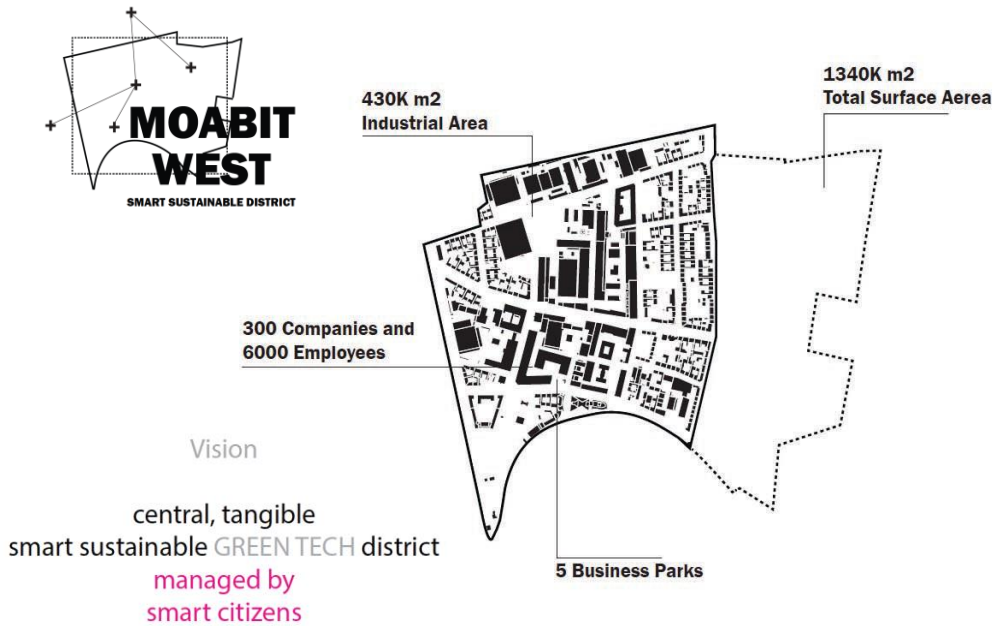 MOABIT
WEST
SMART SUSTAINABLE DISTRICT
430K m2
Industrial Area
1340K m2
Total Surface Aerea
300 Companies and
6000 Employees
5 Business Parks
Vision
central, tangible
smart sustainable GREEN TECH district
managed by
smart citizens